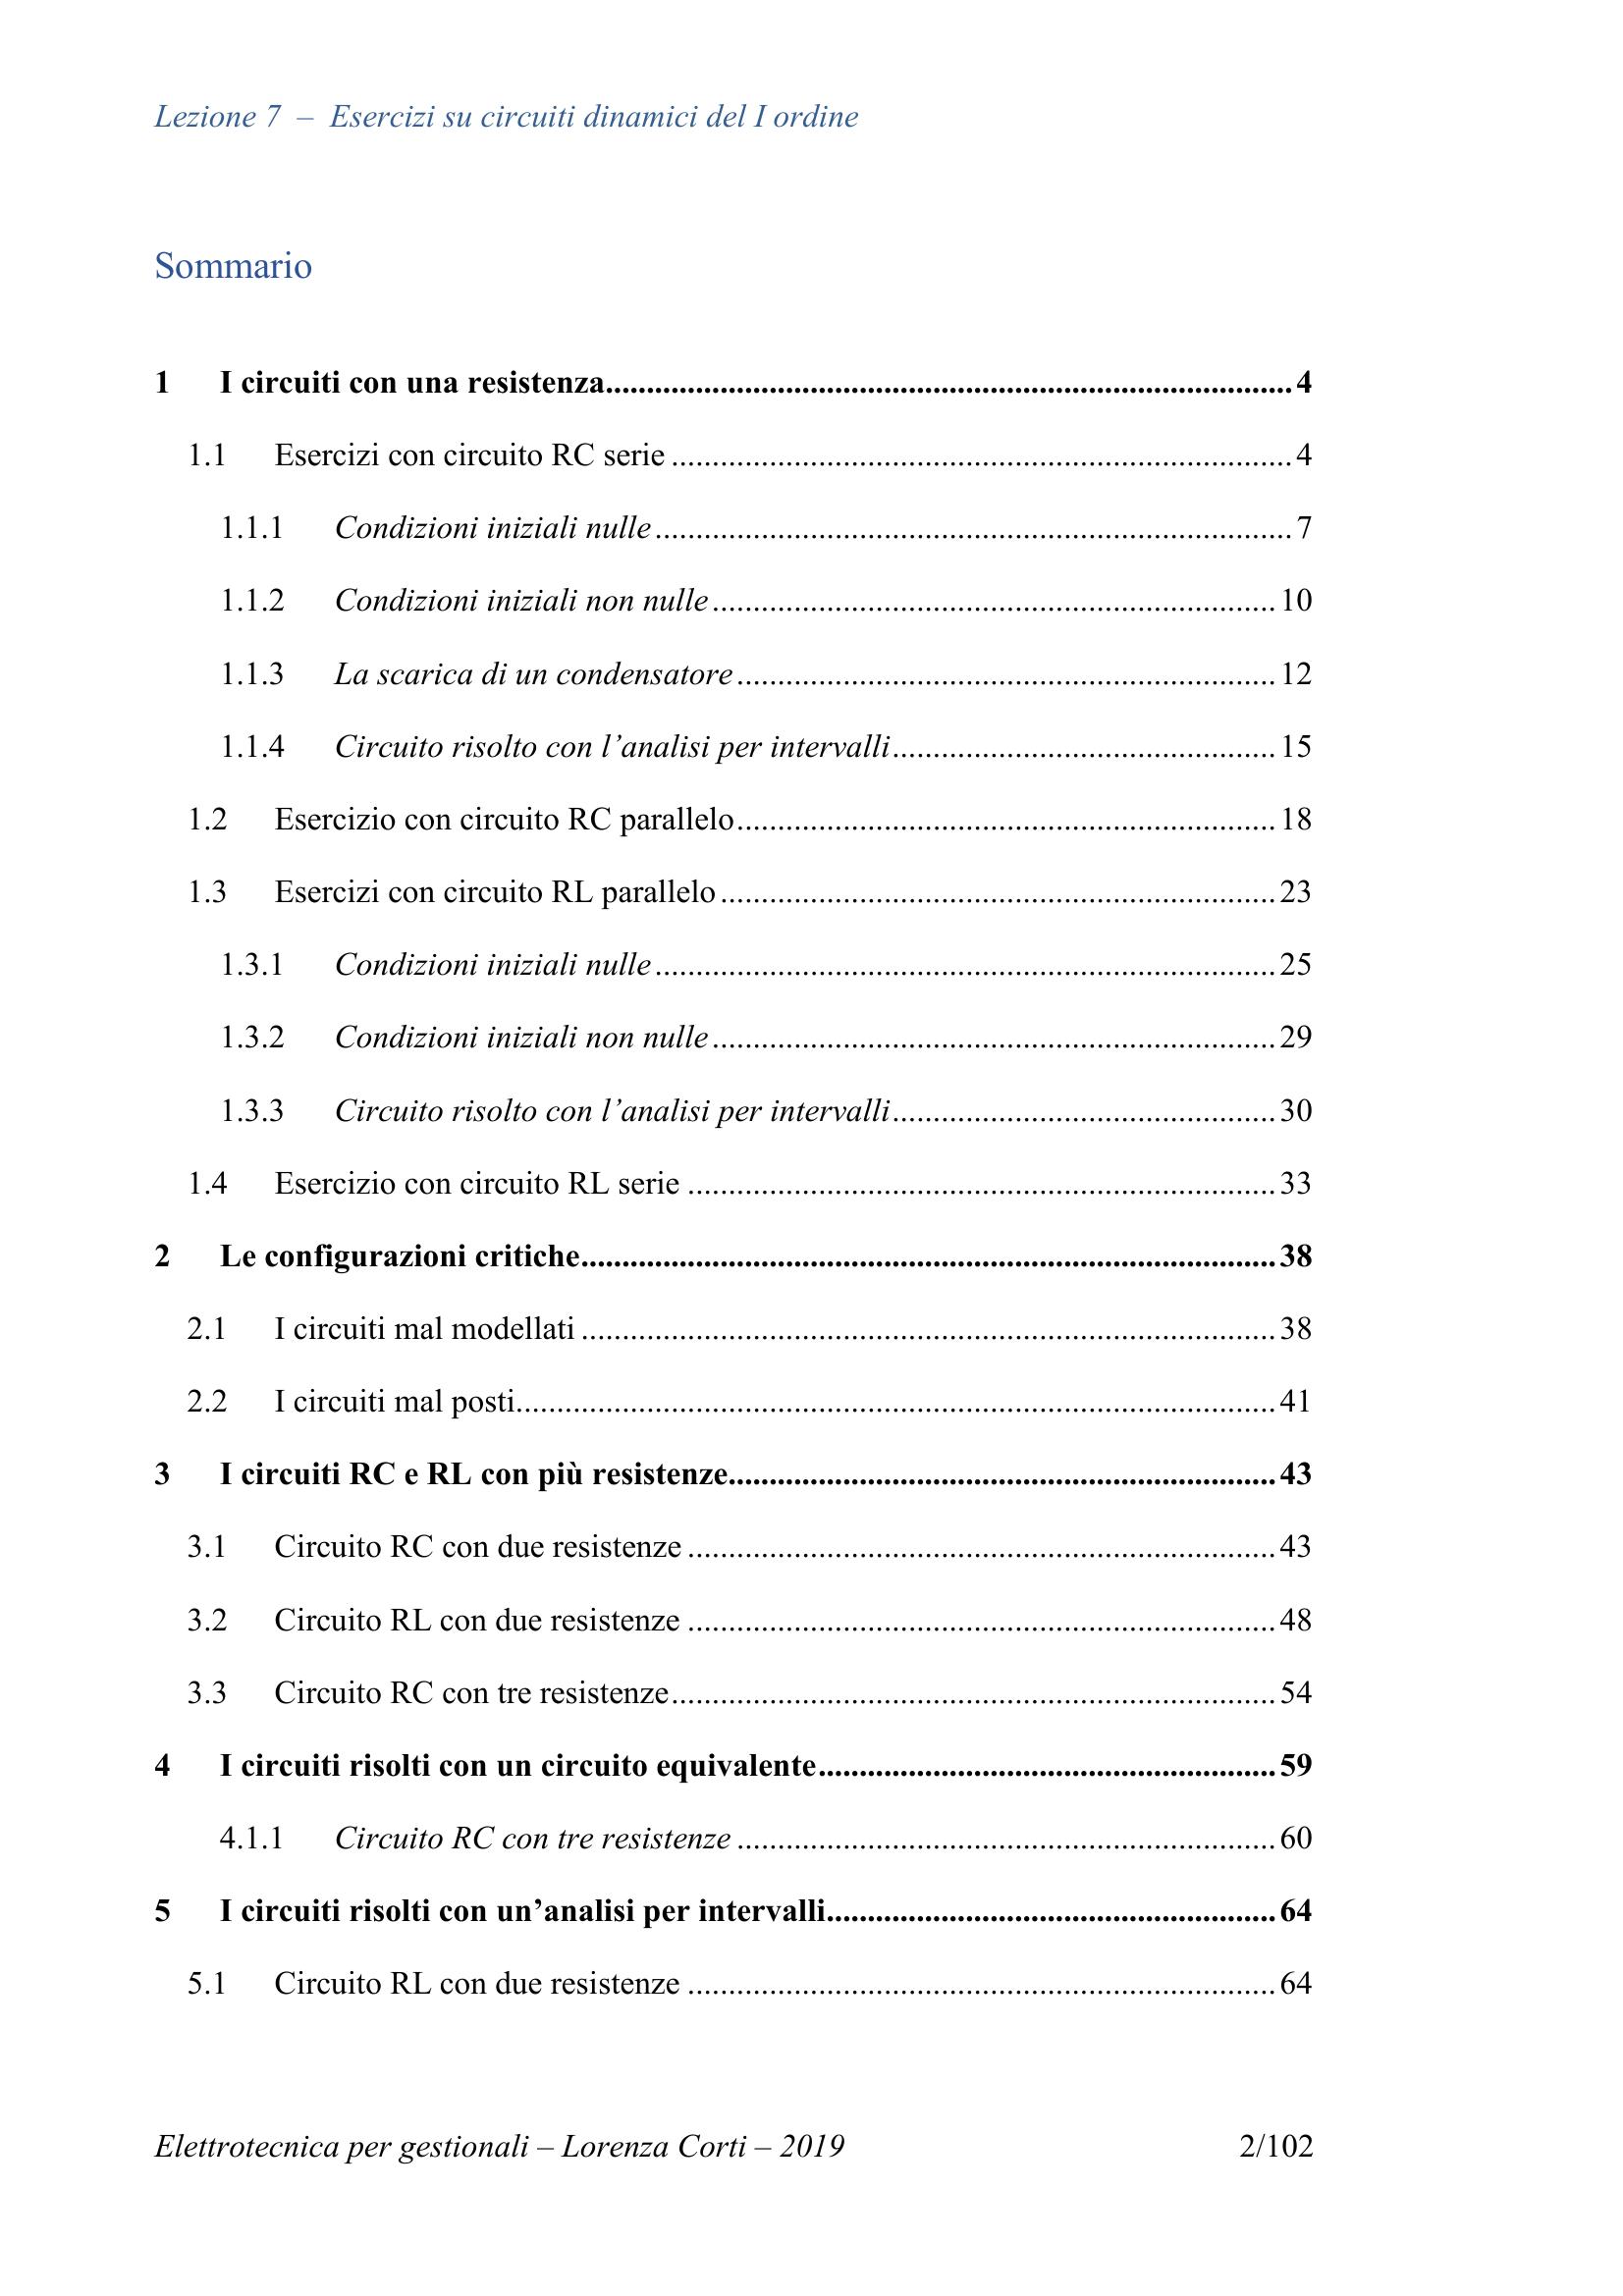 Lezione 7 – Esercizi su circuiti dinamici del I ordine
Sommario
1 I circuiti con una resistenza 4
1.1 Esercizi con circuito RC serie 4
1.1.1 Condizioni iniziali nulle 7
1.1.2 Condizioni iniziali non nulle 10
1.1.3 La scarica di un condensatore 12
1.1.4 Circuito risolto con l’analisi per intervalli 15
1.2 Esercizio con circuito RC parallelo 18
1.3 Esercizi con circuito RL parallelo 23
1.3.1 Condizioni iniziali nulle 25
1.3.2 Condizioni iniziali non nulle 29
1.3.3 Circuito risolto con l’analisi per intervalli 30
1.4 Esercizio con circuito RL serie 33
2 Le configurazioni critiche 38
2.1 I circuiti mal modellati 38
2.2 I circuiti mal posti 41
3 I circuiti RC e RL con più resistenze 43
3.1 Circuito RC con due resistenze 43
3.2 Circuito RL con due resistenze 48
3.3 Circuito RC con tre resistenze 54
4 I circuiti risolti con un circuito equivalente 59
4.1.1 Circuito RC con tre resistenze 60
5 I circuiti risolti con un’analisi per intervalli 64
5.1 Circuito RL con due resistenze 64
Elettrotecnica per gestionali – Lorenza Corti – 2019 2/102